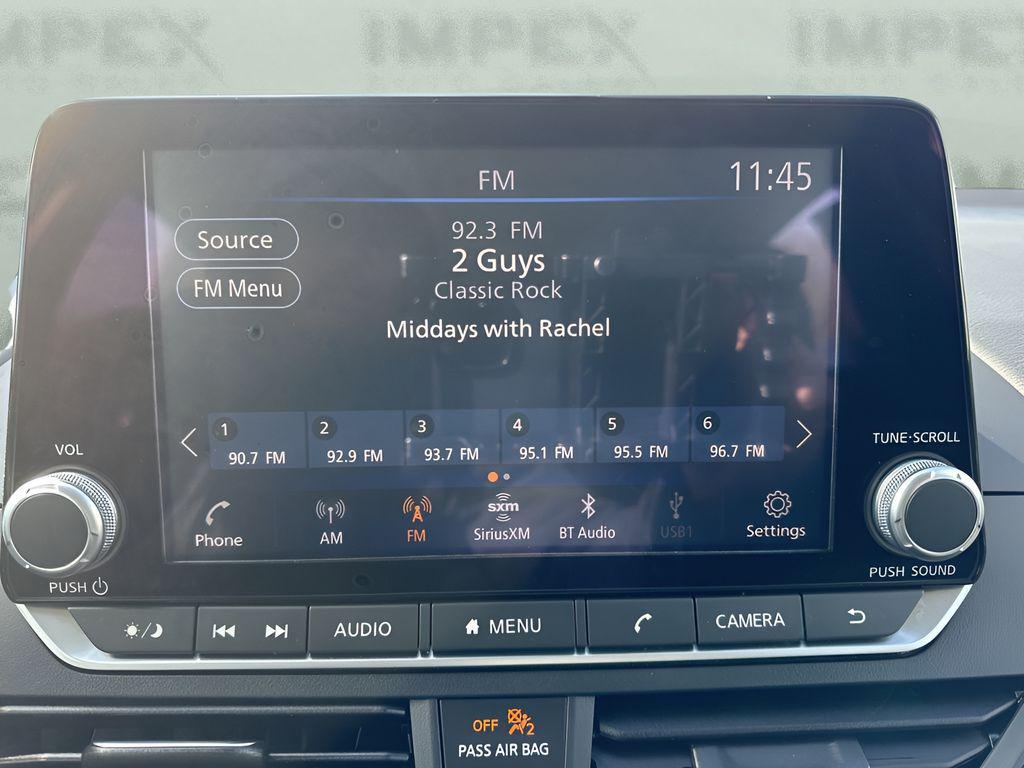 IMPEX IMPEX IMPEX
FM
11:45
Source
92.3 FM
2 Guys
FM Menu
Classic Rock
Middays with Rachel
1 2 3 4 5 6
90.7 FM 92.9 FM 93.7 FM 95.1 FM 95.5 FM 96.7 FM
VOL
TUNE·SCROLL
Phone
AM
FM
sxm
SiriusXM
BT Audio
USB1
Settings
PUSH
PUSH SOUND
AUDIO
MENU
CAMERA
OFF 2
PASS AIR BAG